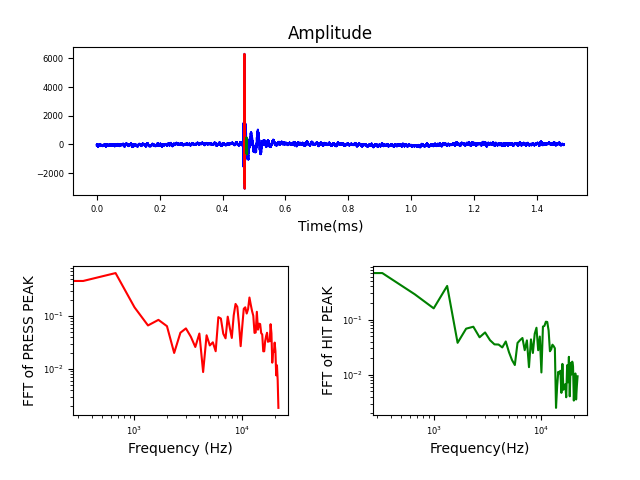 Amplitude
6000
4000
2000
0
−2000
0.0 0.2 0.4 0.6 0.8 1.0 1.2 1.4
Time(ms)
FFT of PRESS PEAK
10⁻¹
10⁻²
10³ 10⁴
Frequency (Hz)
FFT of HIT PEAK
10⁻¹
10⁻²
10³ 10⁴
Frequency(Hz)